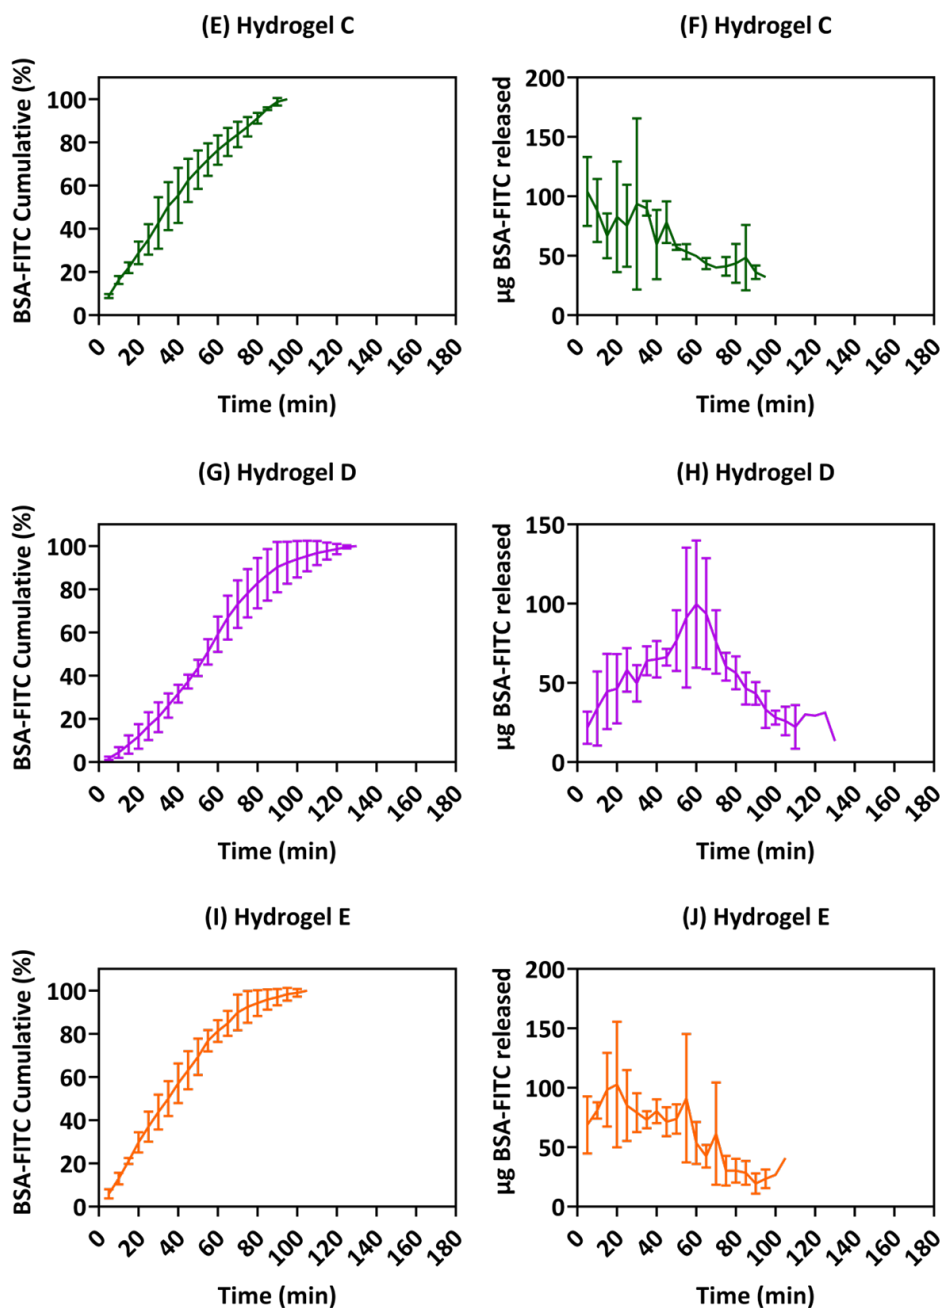 (E) Hydrogel C
BSA-FITC Cumulative (%)
100
80
60
40
20
0
0 20 40 60 80 100 120 140 160 180
Time (min)
(F) Hydrogel C
µg BSA-FITC released
200
150
100
50
0
0 20 40 60 80 100 120 140 160 180
Time (min)
(G) Hydrogel D
BSA-FITC Cumulative (%)
100
80
60
40
20
0
0 20 40 60 80 100 120 140 160 180
Time (min)
(H) Hydrogel D
µg BSA-FITC released
150
100
50
0
0 20 40 60 80 100 120 140 160 180
Time (min)
(I) Hydrogel E
BSA-FITC Cumulative (%)
100
80
60
40
20
0
0 20 40 60 80 100 120 140 160 180
Time (min)
(J) Hydrogel E
µg BSA-FITC released
200
150
100
50
0
0 20 40 60 80 100 120 140 160 180
Time (min)